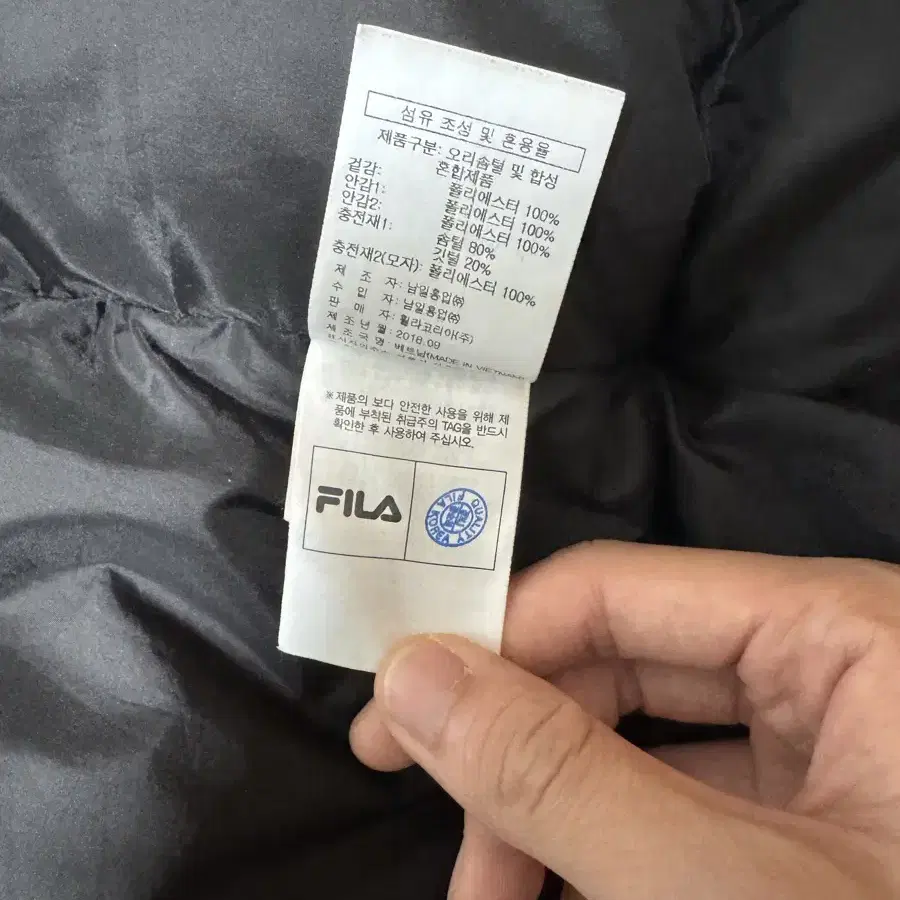 섬유 조성 및 혼용율
제품구분: 오리솜털 및 합성
혼합제품
겉감: 폴리에스터 100%
안감1: 폴리에스터 100%
안감2: 폴리에스터 100%
충전재1: 솜털 80%
깃털 20%
충전재2(모자): 폴리에스터 100%
제 조 자: 남일흥업㈜
수 입 자: 남일흥업㈜
판 매 자: 휠라코리아(주)
제 조 년 월: 2018.09
제 조 국 명: 베트남(MADE IN VIETNAM)
※제품의 보다 안전한 사용을 위해 제
품에 부착된 취급주의 TAG을 반드시
확인한 후 사용하여 주십시오.
FILA
QUALITY FILA KOREA